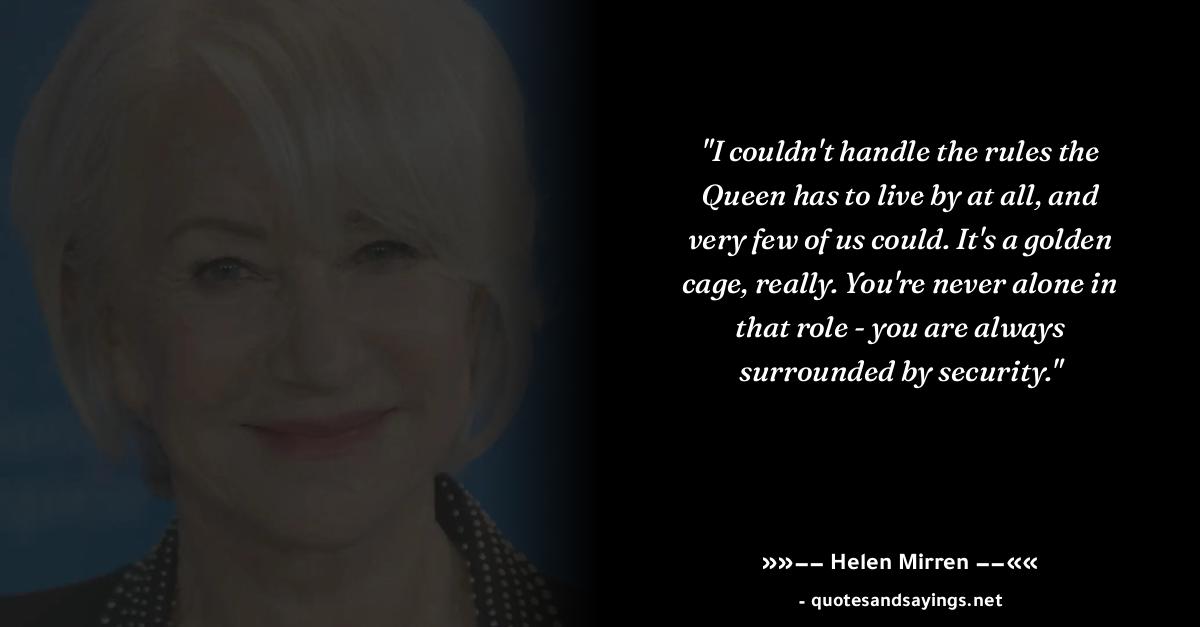 "I couldn't handle the rules the
Queen has to live by at all, and
very few of us could. It's a golden
cage, really. You're never alone in
that role - you are always
surrounded by security."
»»−− Helen Mirren −−««
- quotesandsayings.net